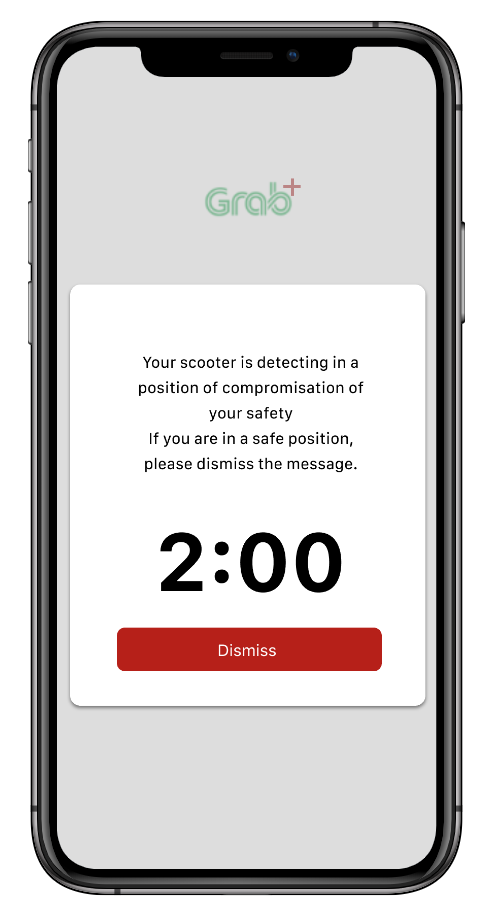 Grab+
Your scooter is detecting in a
position of compromisation of
your safety
If you are in a safe position,
please dismiss the message.
2:00
Dismiss